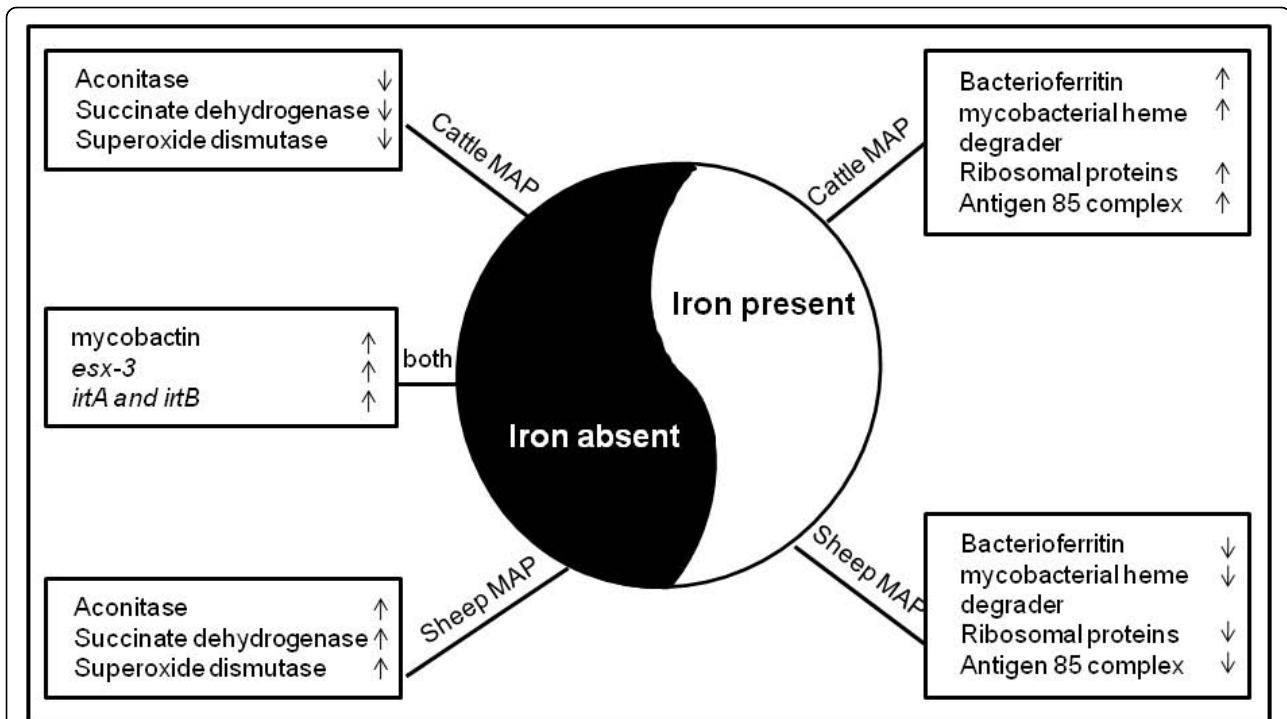 Aconitase ↓
Succinate dehydrogenase ↓
Superoxide dismutase ↓
Cattle MAP
mycobactin ↑
esx-3 ↑
irtA and irtB ↑
both
Aconitase ↑
Succinate dehydrogenase ↑
Superoxide dismutase ↑
Sheep MAP
Iron present
Iron absent
Cattle MAP
Bacterioferritin ↑
mycobacterial heme ↑
degrader
Ribosomal proteins ↑
Antigen 85 complex ↑
Sheep MAP
Bacterioferritin ↓
mycobacterial heme ↓
degrader
Ribosomal proteins ↓
Antigen 85 complex ↓